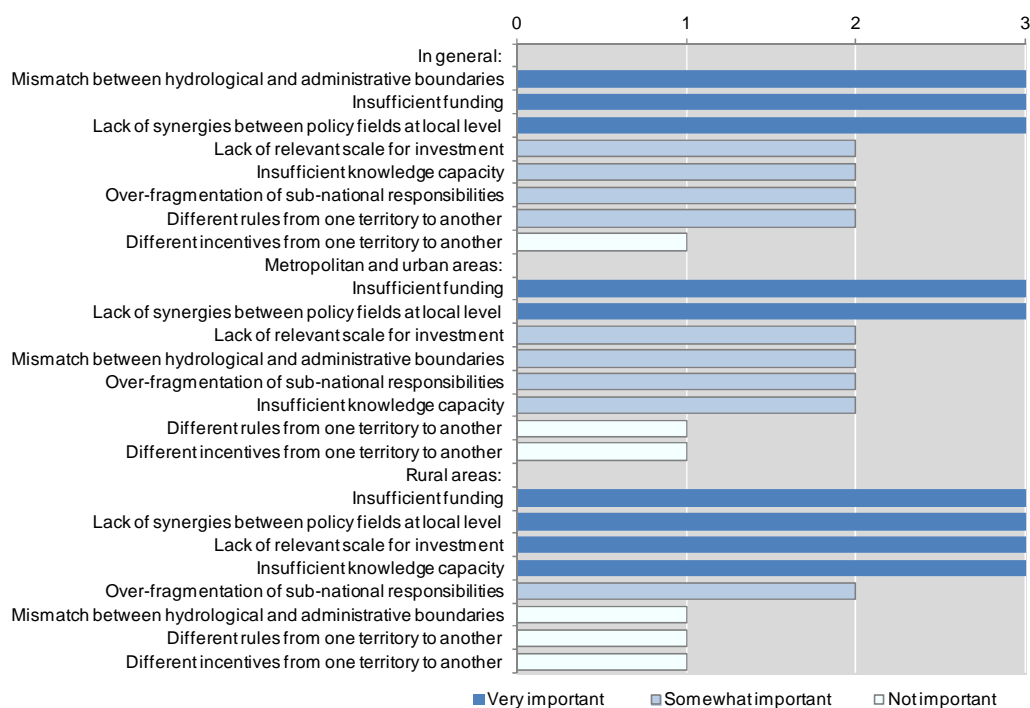 0 1 2 3
In general:
Mismatch between hydrological and administrative boundaries
Insufficient funding
Lack of synergies between policy fields at local level
Lack of relevant scale for investment
Insufficient knowledge capacity
Over-fragmentation of sub-national responsibilities
Different rules from one territory to another
Different incentives from one territory to another
Metropolitan and urban areas:
Insufficient funding
Lack of synergies between policy fields at local level
Lack of relevant scale for investment
Mismatch between hydrological and administrative boundaries
Over-fragmentation of sub-national responsibilities
Insufficient knowledge capacity
Different rules from one territory to another
Different incentives from one territory to another
Rural areas:
Insufficient funding
Lack of synergies between policy fields at local level
Lack of relevant scale for investment
Insufficient knowledge capacity
Over-fragmentation of sub-national responsibilities
Mismatch between hydrological and administrative boundaries
Different rules from one territory to another
Different incentives from one territory to another
Very important Somewhat important Not important